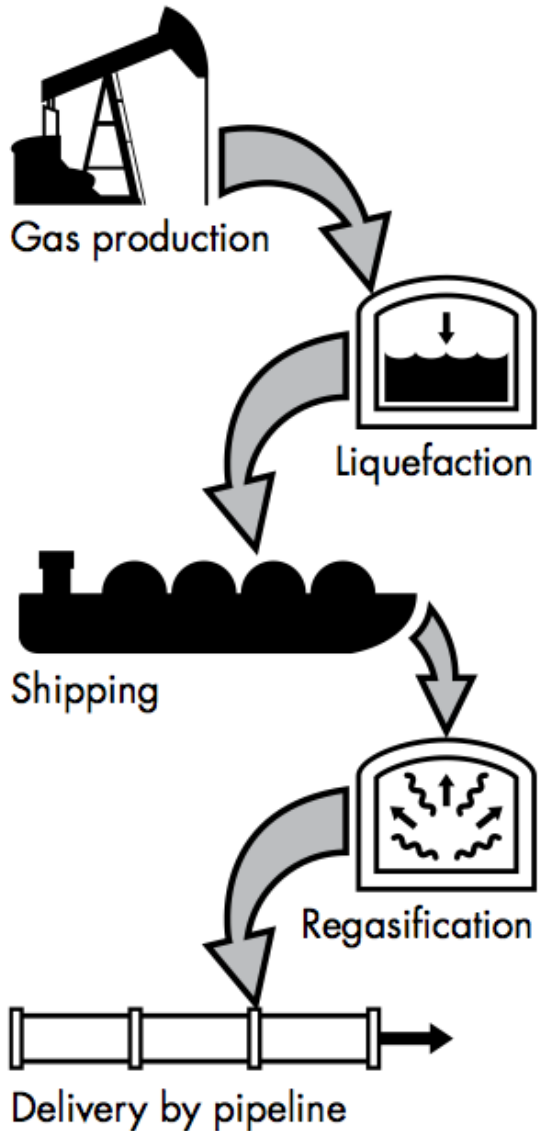 Gas production
Liquefaction
Shipping
Regasification
Delivery by pipeline